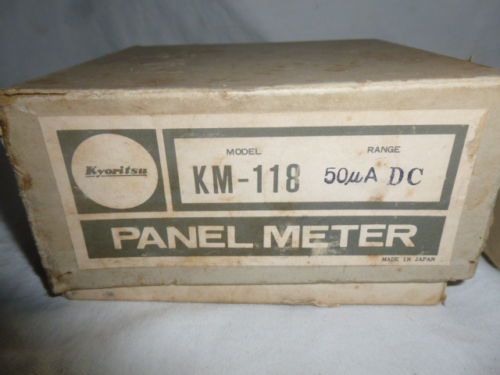 Kyoritsu
MODEL RANGE
KM-118 50µA DC
PANEL METER
MADE IN JAPAN